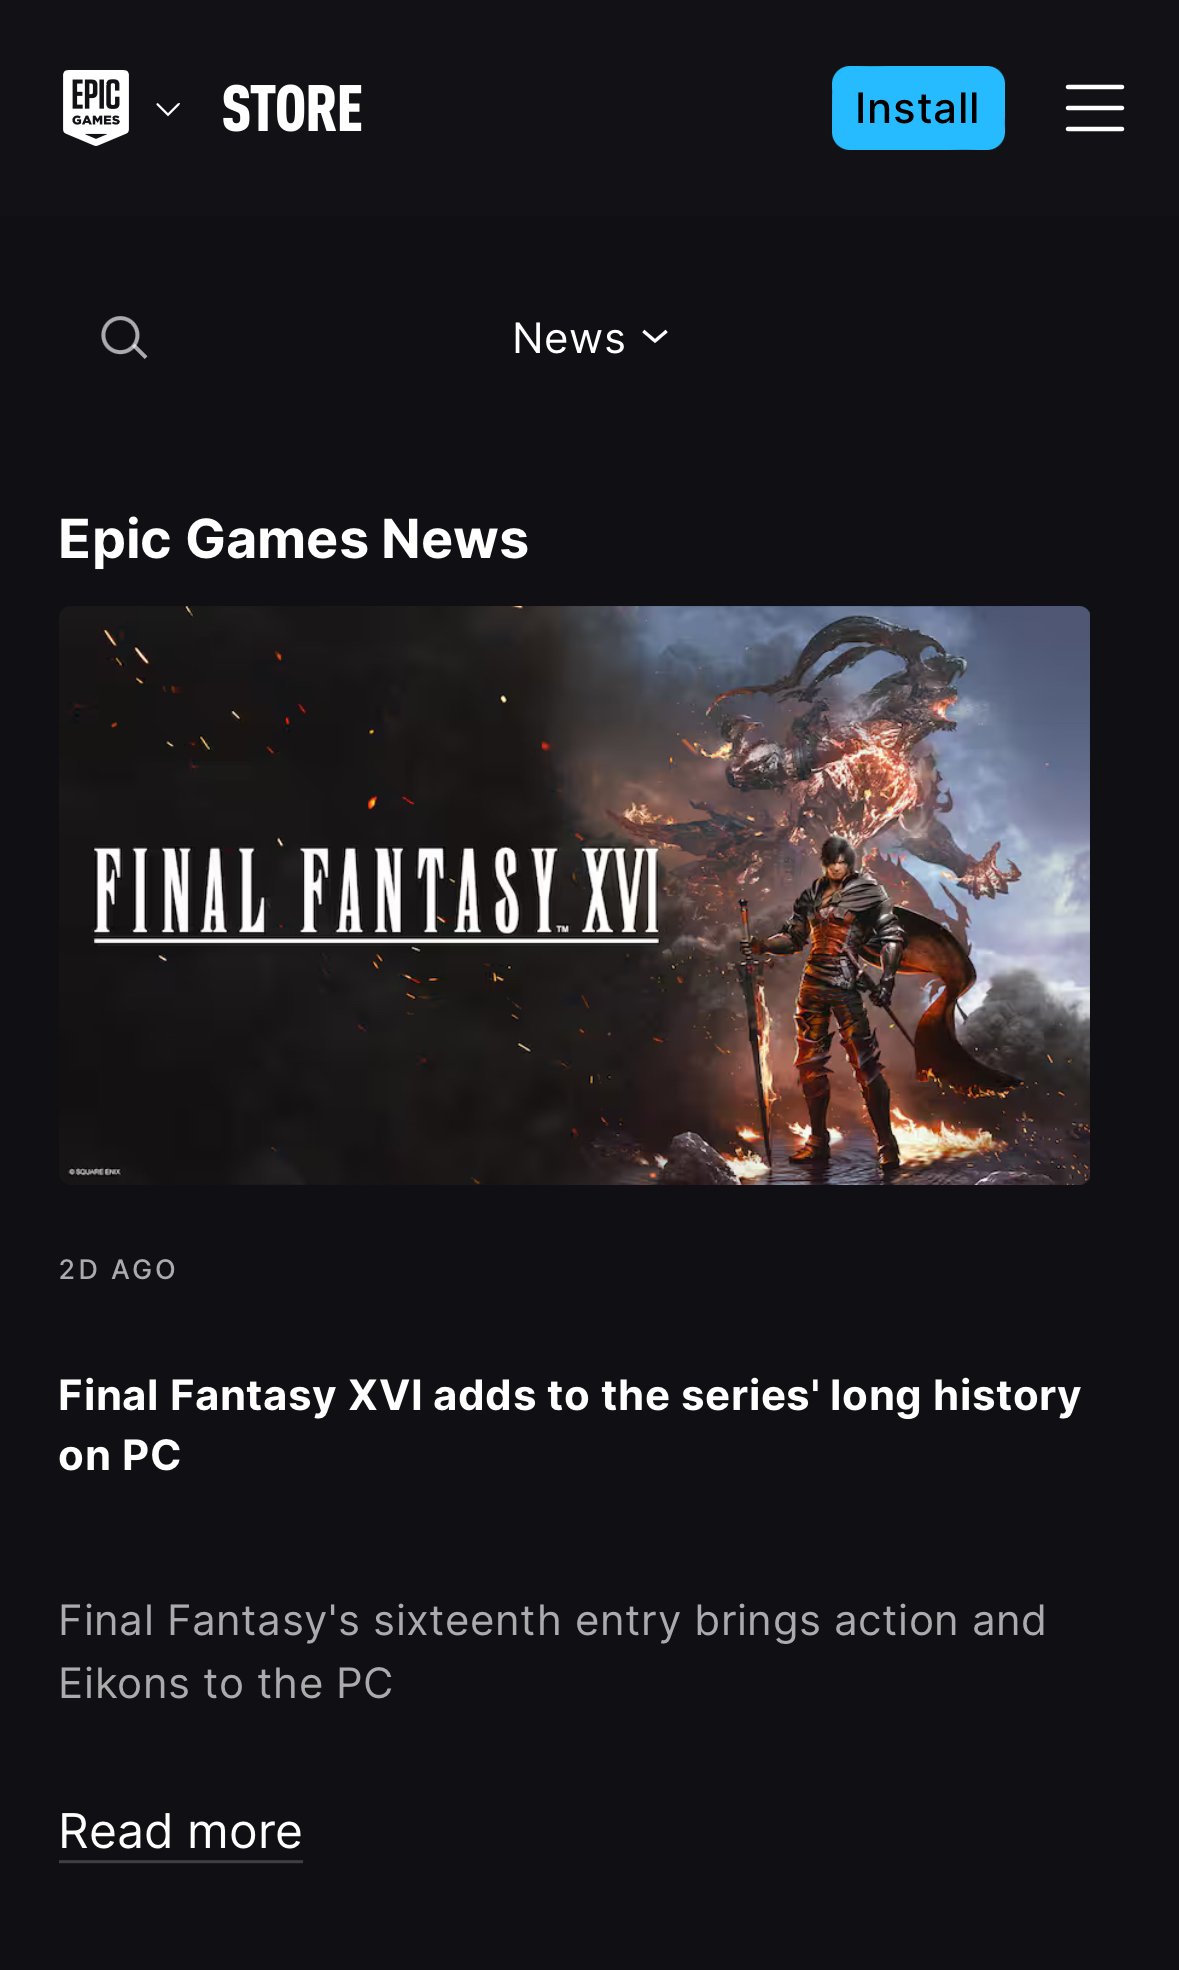 EPIC
GAMES
STORE
Install
News
Epic Games News
FINAL FANTASY™ XVI
© SQUARE ENIX
2D AGO
Final Fantasy XVI adds to the series' long history
on PC
Final Fantasy's sixteenth entry brings action and
Eikons to the PC
Read more